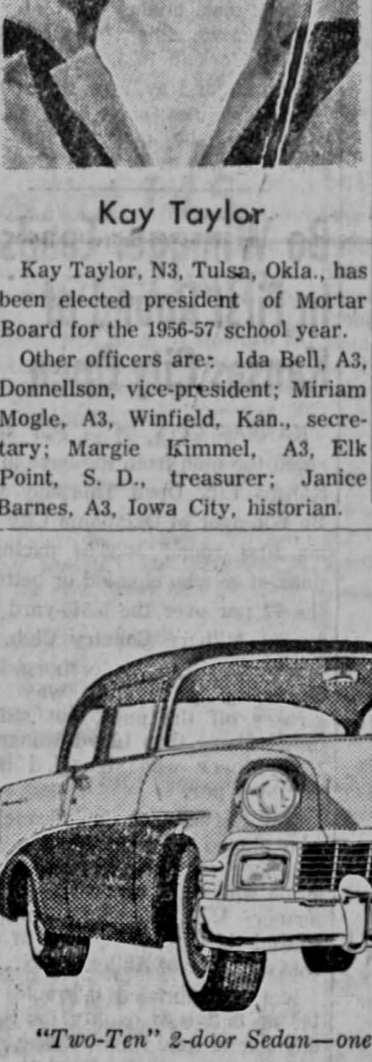 Kay Taylor
Kay Taylor, N3, Tulsa, Okla., has
been elected president of Mortar
Board for the 1956-57 school year.
Other officers are: Ida Bell, A3,
Donnellson, vice-president; Miriam
Mogle, A3, Winfield, Kan., secre-
tary; Margie Kimmel, A3, Elk
Point, S. D., treasurer; Janice
Barnes, A3, Iowa City, historian.
"Two-Ten" 2-door Sedan—one